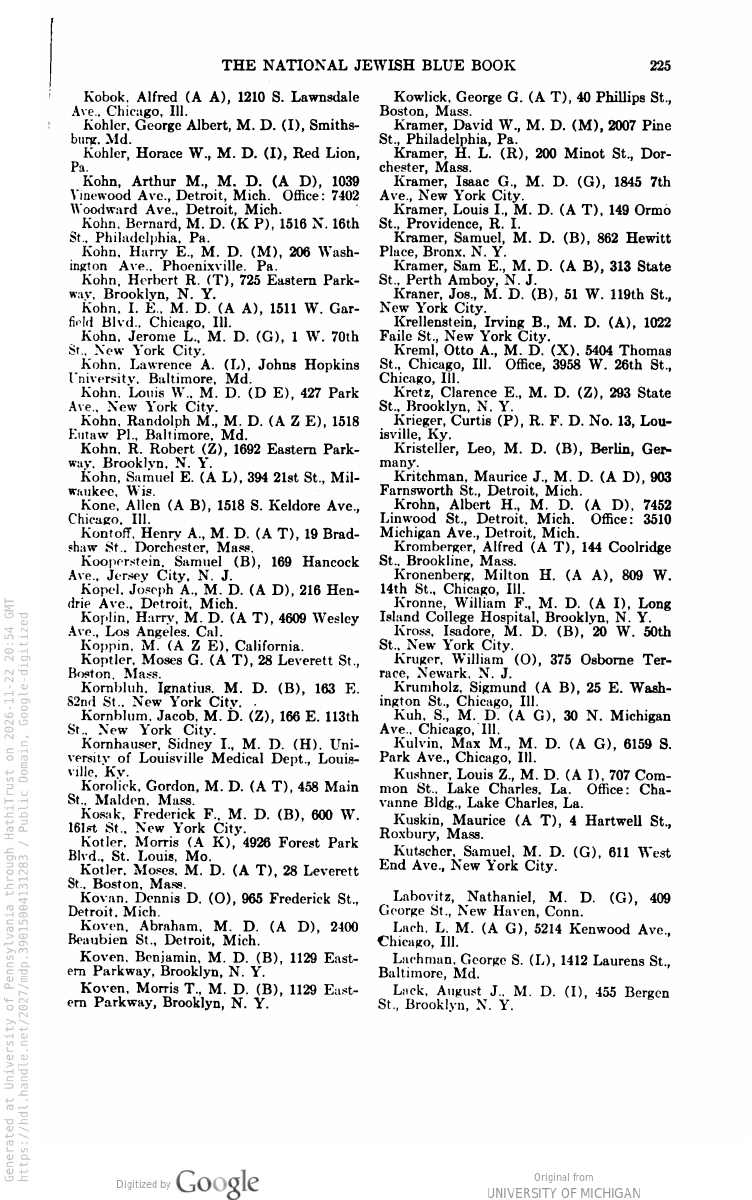 THE NATIONAL JEWISH BLUE BOOK 225
Kobok, Alfred (A A), 1210 S. Lawnsdale
Ave., Chicago, Ill.
Kohler, George Albert, M. D. (I), Smiths-
burg, Md.
Kohler, Horace W., M. D. (I), Red Lion,
Pa.
Kohn, Arthur M., M. D. (A D), 1039
Vinewood Ave., Detroit, Mich. Office: 7402
Woodward Ave., Detroit, Mich.
Kohn, Bernard, M. D. (K P), 1516 N. 16th
St., Philadelphia, Pa.
Kohn, Harry E., M. D. (M), 206 Wash-
ington Ave., Phoenixville, Pa.
Kohn, Herbert R. (T), 725 Eastern Park-
way, Brooklyn, N. Y.
Kohn, I. E., M. D. (A A), 1511 W. Gar-
field Blvd., Chicago, Ill.
Kohn, Jerome L., M. D. (G), 1 W. 70th
St., New York City.
Kohn, Lawrence A. (L), Johns Hopkins
University, Baltimore, Md.
Kohn, Louis W., M. D. (D E), 427 Park
Ave., New York City.
Kohn, Randolph M., M. D. (A Z E), 1518
Eutaw Pl., Baltimore, Md.
Kohn, R. Robert (Z), 1692 Eastern Park-
way, Brooklyn, N. Y.
Kohn, Samuel E. (A L), 394 21st St., Mil-
waukee, Wis.
Kone, Allen (A B), 1518 S. Keldore Ave.,
Chicago, Ill.
Kontoff, Henry A., M. D. (A T), 19 Brad-
shaw St., Dorchester, Mass.
Kooperstein, Samuel (B), 169 Hancock
Ave., Jersey City, N. J.
Kopel, Joseph A., M. D. (A D), 216 Hen-
drie Ave., Detroit, Mich.
Koplin, Harry, M. D. (A T), 4609 Wesley
Ave., Los Angeles, Cal.
Koppin, M. (A Z E), California.
Koptler, Moses G. (A T), 28 Leverett St.,
Boston, Mass.
Kornbluh, Ignatius, M. D. (B), 163 E.
82nd St., New York City.
Kornblum, Jacob, M. D. (Z), 166 E. 113th
St., New York City.
Kornhauser, Sidney I., M. D. (H), Uni-
versity of Louisville Medical Dept., Louis-
ville, Ky.
Korolick, Gordon, M. D. (A T), 458 Main
St., Malden, Mass.
Kosak, Frederick F., M. D. (B), 600 W.
161st St., New York City.
Kotler, Morris (A K), 4926 Forest Park
Blvd., St. Louis, Mo.
Kotler, Moses, M. D. (A T), 28 Leverett
St., Boston, Mass.
Kovan, Dennis D. (O), 965 Frederick St.,
Detroit, Mich.
Koven, Abraham, M. D. (A D), 2400
Beaubien St., Detroit, Mich.
Koven, Benjamin, M. D. (B), 1129 East-
ern Parkway, Brooklyn, N. Y.
Koven, Morris T., M. D. (B), 1129 East-
ern Parkway, Brooklyn, N. Y.
Kowlick, George G. (A T), 40 Phillips St.,
Boston, Mass.
Kramer, David W., M. D. (M), 2007 Pine
St., Philadelphia, Pa.
Kramer, H. L. (R), 200 Minot St., Dor-
chester, Mass.
Kramer, Isaac G., M. D. (G), 1845 7th
Ave., New York City.
Kramer, Louis I., M. D. (A T), 149 Ormo
St., Providence, R. I.
Kramer, Samuel, M. D. (B), 862 Hewitt
Place, Bronx, N. Y.
Kramer, Sam E., M. D. (A B), 313 State
St., Perth Amboy, N. J.
Kraner, Jos., M. D. (B), 51 W. 119th St.,
New York City.
Krellenstein, Irving B., M. D. (A), 1022
Faile St., New York City.
Kreml, Otto A., M. D. (X), 5404 Thomas
St., Chicago, Ill. Office, 3958 W. 26th St.,
Chicago, Ill.
Kretz, Clarence E., M. D. (Z), 293 State
St., Brooklyn, N. Y.
Krieger, Curtis (P), R. F. D. No. 13, Lou-
isville, Ky.
Kristeller, Leo, M. D. (B), Berlin, Ger-
many.
Kritchman, Maurice J., M. D. (A D), 903
Farnsworth St., Detroit, Mich.
Krohn, Albert H., M. D. (A D), 7452
Linwood St., Detroit, Mich. Office: 3510
Michigan Ave., Detroit, Mich.
Kromberger, Alfred (A T), 144 Coolridge
St., Brookline, Mass.
Kronenberg, Milton H. (A A), 809 W.
14th St., Chicago, Ill.
Kronne, William F., M. D. (A I), Long
Island College Hospital, Brooklyn, N. Y.
Kross, Isadore, M. D. (B), 20 W. 50th
St., New York City.
Kruger, William (O), 375 Osborne Ter-
race, Newark, N. J.
Krumholz, Sigmund (A B), 25 E. Wash-
ington St., Chicago, Ill.
Kuh, S., M. D. (A G), 30 N. Michigan
Ave., Chicago, Ill.
Kulvin, Max M., M. D. (A G), 6159 S.
Park Ave., Chicago, Ill.
Kushner, Louis Z., M. D. (A I), 707 Com-
mon St., Lake Charles, La. Office: Cha-
vanne Bldg., Lake Charles, La.
Kuskin, Maurice (A T), 4 Hartwell St.,
Roxbury, Mass.
Kutscher, Samuel, M. D. (G), 611 West
End Ave., New York City.
Labovitz, Nathaniel, M. D. (G), 409
George St., New Haven, Conn.
Lach, L. M. (A G), 5214 Kenwood Ave.,
Chicago, Ill.
Lachman, George S. (L), 1412 Laurens St.,
Baltimore, Md.
Lack, August J., M. D. (I), 455 Bergen
St., Brooklyn, N. Y.
Generated at University of Pennsylvania through HathiTrust on 2026-11-22 20:54 GMT
https://hdl.handle.net/2027/mdp.39015004131283 / Public Domain, Google-digitized
Digitized by Google
Original from
UNIVERSITY OF MICHIGAN